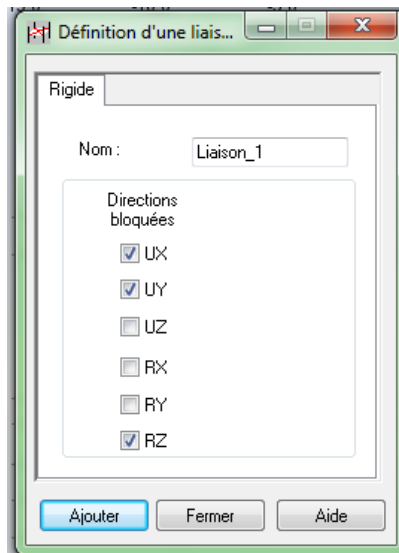 Définition d'une liais...
Rigide
Nom :
Liaison_1
Directions
bloquées
UX
UY
UZ
RX
RY
RZ
Ajouter
Fermer
Aide